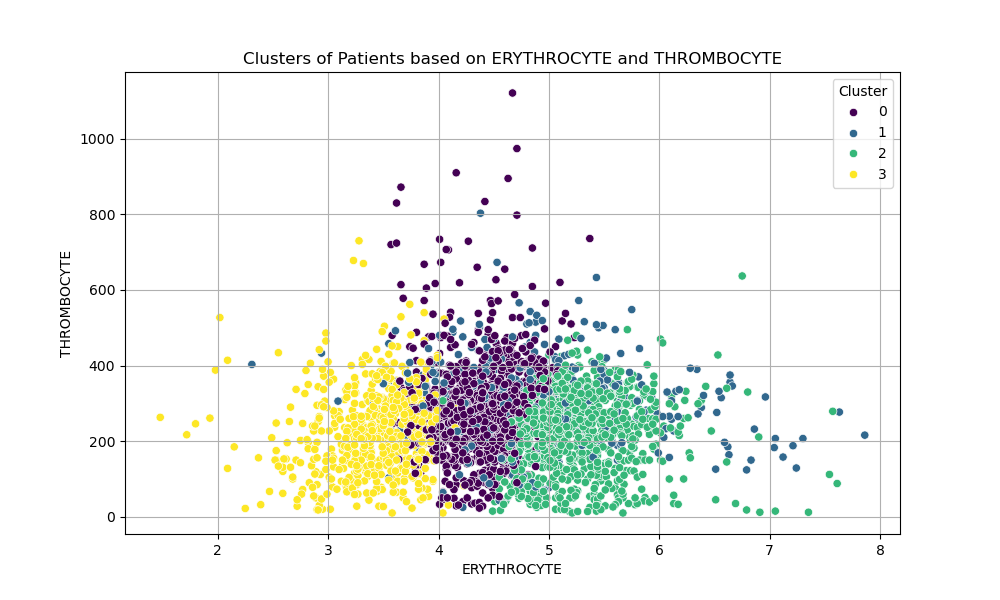 Clusters of Patients based on ERYTHROCYTE and THROMBOCYTE
Cluster
0
1
2
3
THROMBOCYTE
1000
800
600
400
200
0
2 3 4 5 6 7 8
ERYTHROCYTE